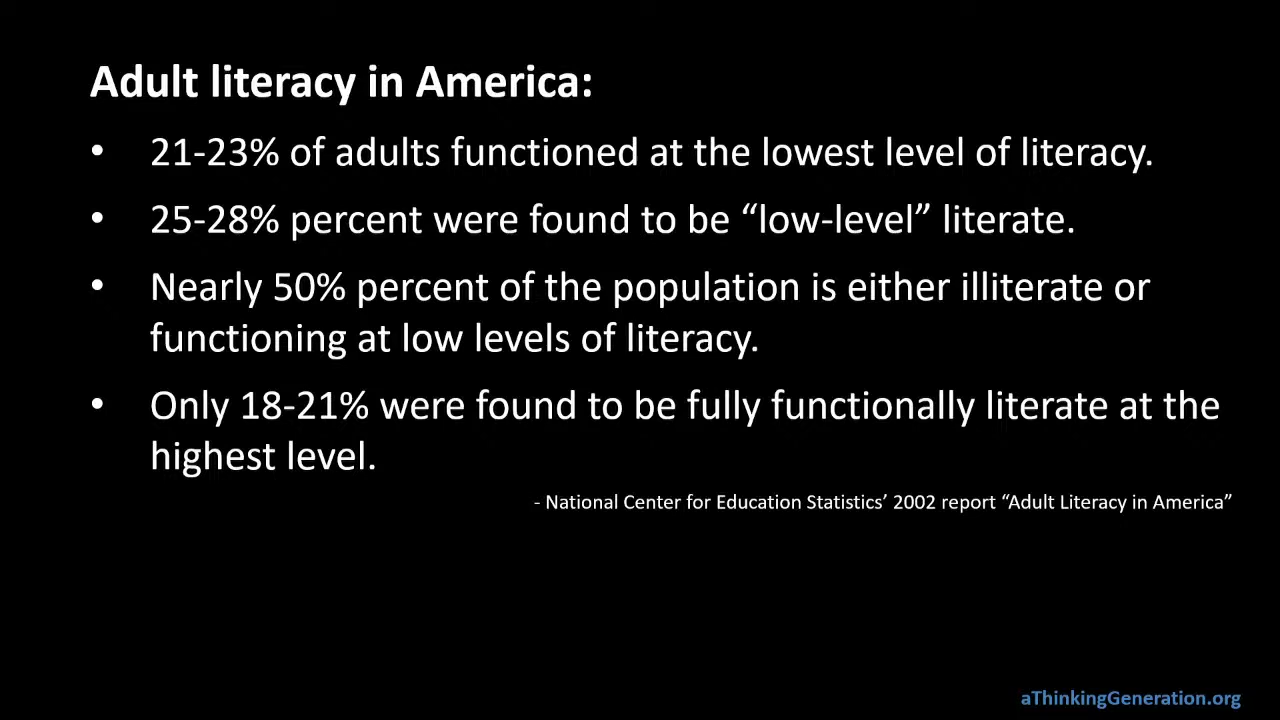 Adult literacy in America:
• 21-23% of adults functioned at the lowest level of literacy.
• 25-28% percent were found to be “low-level” literate.
• Nearly 50% percent of the population is either illiterate or
functioning at low levels of literacy.
• Only 18-21% were found to be fully functionally literate at the
highest level.
- National Center for Education Statistics’ 2002 report “Adult Literacy in America”
aThinkingGeneration.org